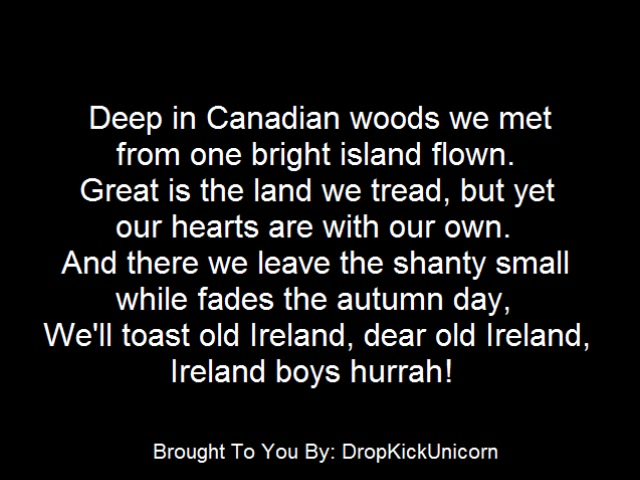 Deep in Canadian woods we met
from one bright island flown.
Great is the land we tread, but yet
our hearts are with our own.
And there we leave the shanty small
while fades the autumn day,
We'll toast old Ireland, dear old Ireland,
Ireland boys hurrah!
Brought To You By: DropKickUnicorn